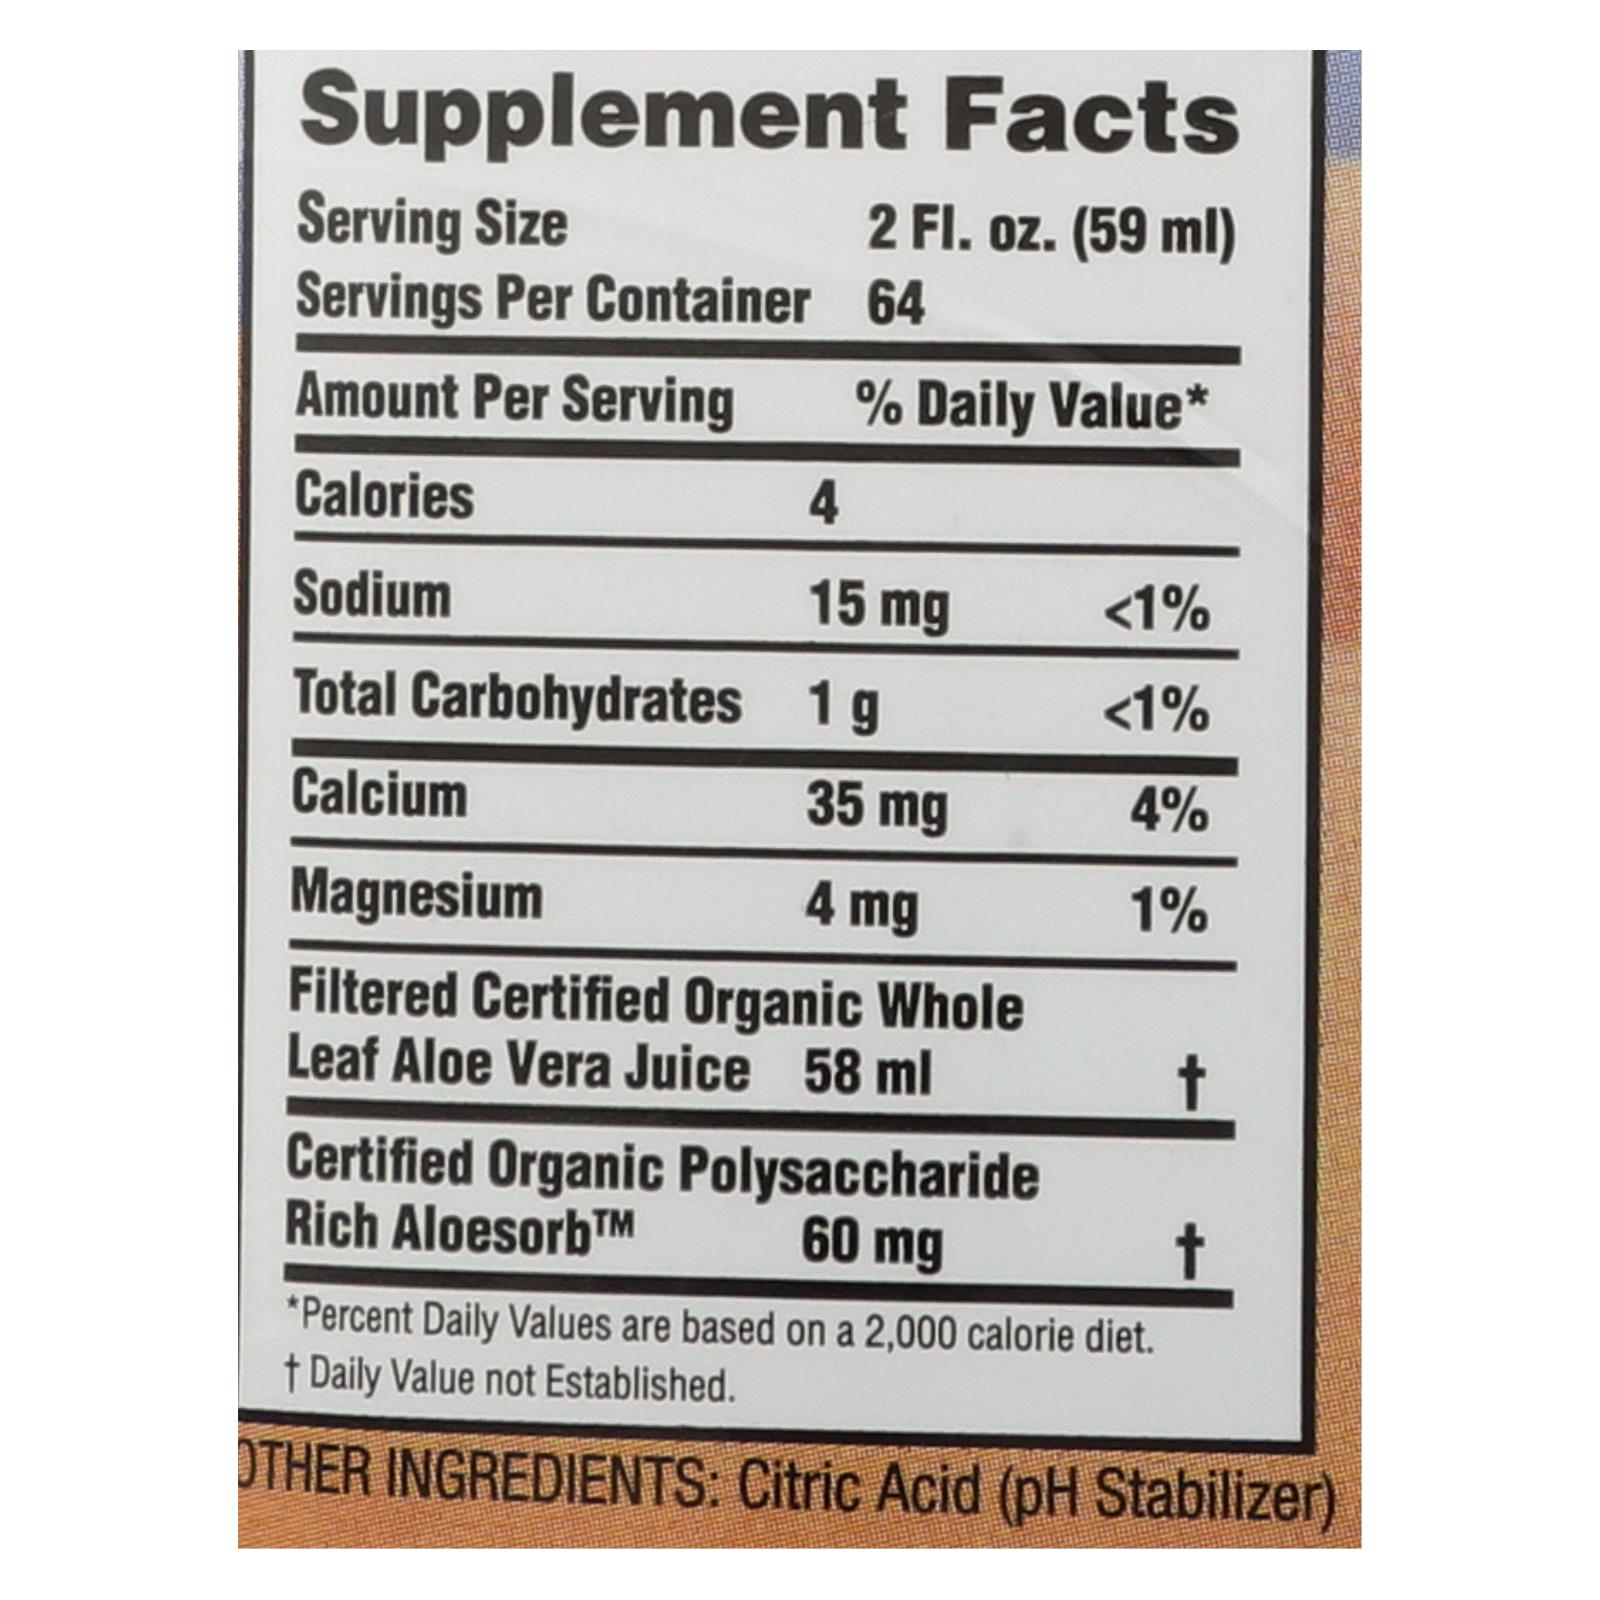 Supplement Facts
Serving Size 2 Fl. oz. (59 ml)
Servings Per Container 64
Amount Per Serving % Daily Value*
Calories 4
Sodium 15 mg <1%
Total Carbohydrates 1 g <1%
Calcium 35 mg 4%
Magnesium 4 mg 1%
Filtered Certified Organic Whole
Leaf Aloe Vera Juice 58 ml †
Certified Organic Polysaccharide
Rich Aloesorb™ 60 mg †
*Percent Daily Values are based on a 2,000 calorie diet.
† Daily Value not Established.
OTHER INGREDIENTS: Citric Acid (pH Stabilizer)